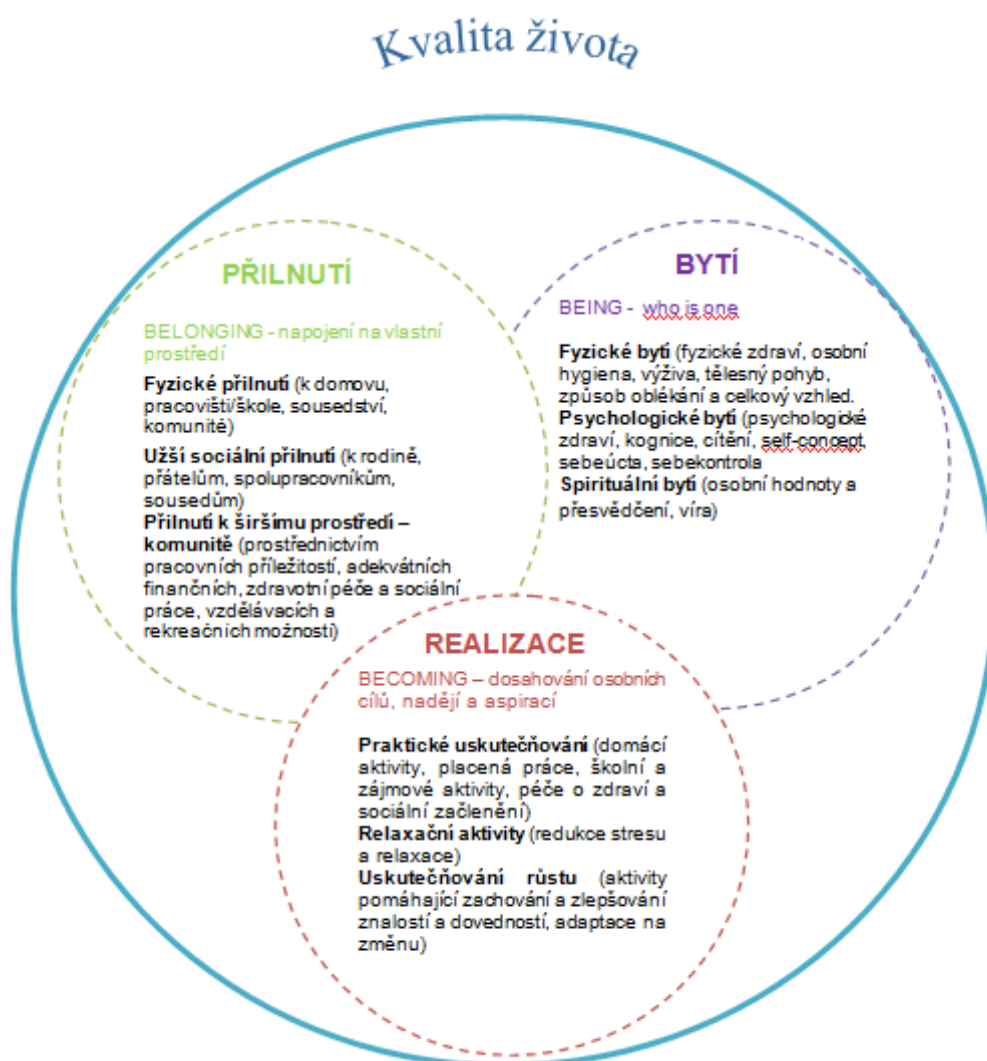 Kvalita života
PŘILNUTÍ
BELONGING - napojení na vlastní
prostředí
Fyzické přilnutí (k domovu,
pracovišti/škole, sousedství,
komunitě)
Užší sociální přilnutí (k rodině,
přátelům, spolupracovníkům,
sousedům)
Přilnutí k širšímu prostředí –
komunitě (prostřednictvím
pracovních příležitostí, adekvátních
finančních, zdravotní péče a sociální
práce, vzdělávacích a
rekreačních možností)
BYTÍ
BEING - who is one
Fyzické bytí (fyzické zdraví, osobní
hygiena, výživa, tělesný pohyb,
způsob oblékání a celkový vzhled.
Psychologické bytí (psychologické
zdraví, kognice, cítění, self-concept,
sebeúcta, sebekontrola
Spirituální bytí (osobní hodnoty a
přesvědčení, víra)
REALIZACE
BECOMING – dosahování osobních
cílů, nadějí a aspirací
Praktické uskutečňování (domácí
aktivity, placená práce, školní a
zájmové aktivity, péče o zdraví a
sociální začlenění)
Relaxační aktivity (redukce stresu
a relaxace)
Uskutečňování růstu (aktivity
pomáhající zachování a zlepšování
znalostí a dovedností, adaptace na
změnu)